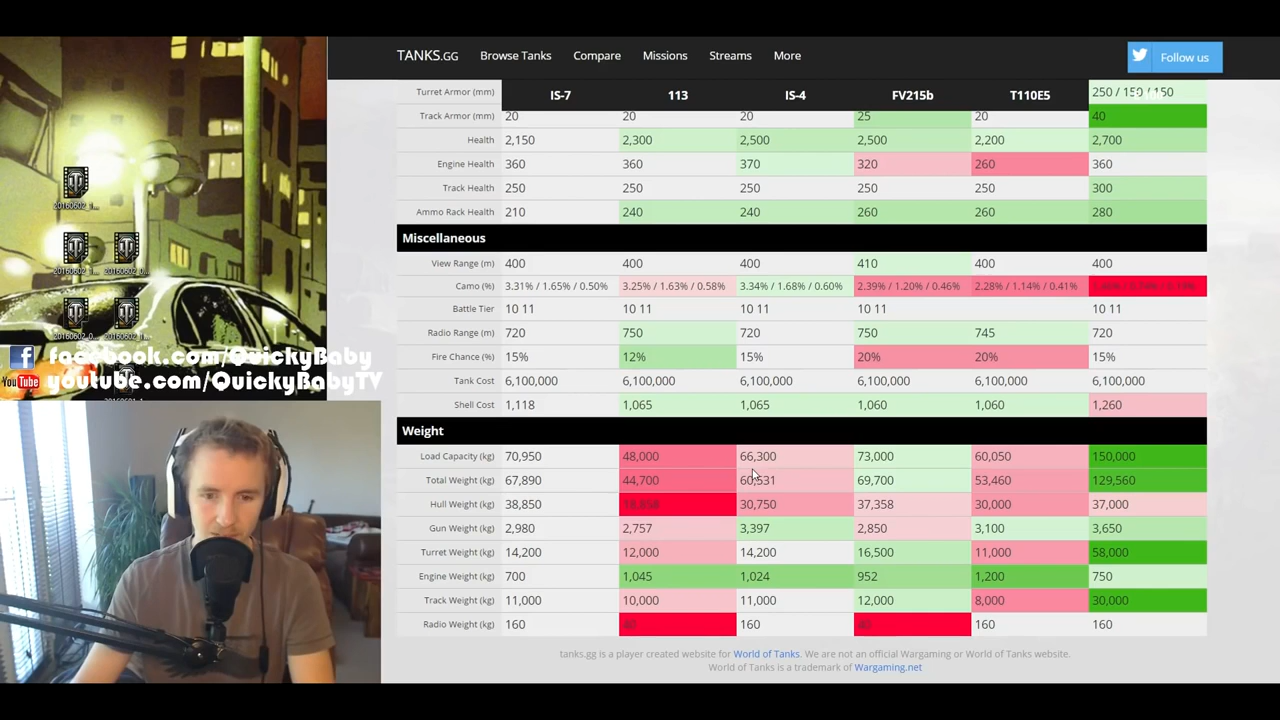 TANKS.GG Browse Tanks Compare Missions Streams More Follow us
Turret Armor (mm) 250 / 150 / 150
IS-7 113 IS-4 FV215b T110E5
Track Armor (mm) 20 20 20 25 20 40
Health 2,150 2,300 2,500 2,500 2,200 2,700
Engine Health 360 360 370 320 260 360
Track Health 250 250 250 250 250 300
Ammo Rack Health 210 240 240 260 260 280
Miscellaneous
View Range (m) 400 400 400 410 400 400
Camo (%) 3.31% / 1.65% / 0.50% 3.25% / 1.63% / 0.58% 3.34% / 1.68% / 0.60% 2.39% / 1.20% / 0.46% 2.28% / 1.14% / 0.41%
Battle Tier 10 11 10 11 10 11 10 11 10 11
Radio Range (m) 720 750 720 750 745 720
Fire Chance (%) 15% 12% 15% 20% 20% 15%
Tank Cost 6,100,000 6,100,000 6,100,000 6,100,000 6,100,000 6,100,000
Shell Cost 1,118 1,065 1,065 1,060 1,060 1,260
Weight
Load Capacity (kg) 70,950 48,000 66,300 73,000 60,050 150,000
Total Weight (kg) 67,890 44,700 69,700 53,460 129,560
Hull Weight (kg) 38,850 30,750 37,358 30,000 37,000
Gun Weight (kg) 2,980 2,757 3,397 2,850 3,100 3,650
Turret Weight (kg) 14,200 12,000 14,200 16,500 11,000 58,000
Engine Weight (kg) 700 1,045 1,024 952 1,200 750
Track Weight (kg) 11,000 10,000 11,000 12,000 8,000 30,000
Radio Weight (kg) 160 40 160 40 160 160
tanks.gg is a player created website for World of Tanks. We are not an official Wargaming or World of Tanks website.
World of Tanks is a trademark of Wargaming.net
facebook.com/QuickyBaby
YouTube youtube.com/QuickyBabyTV